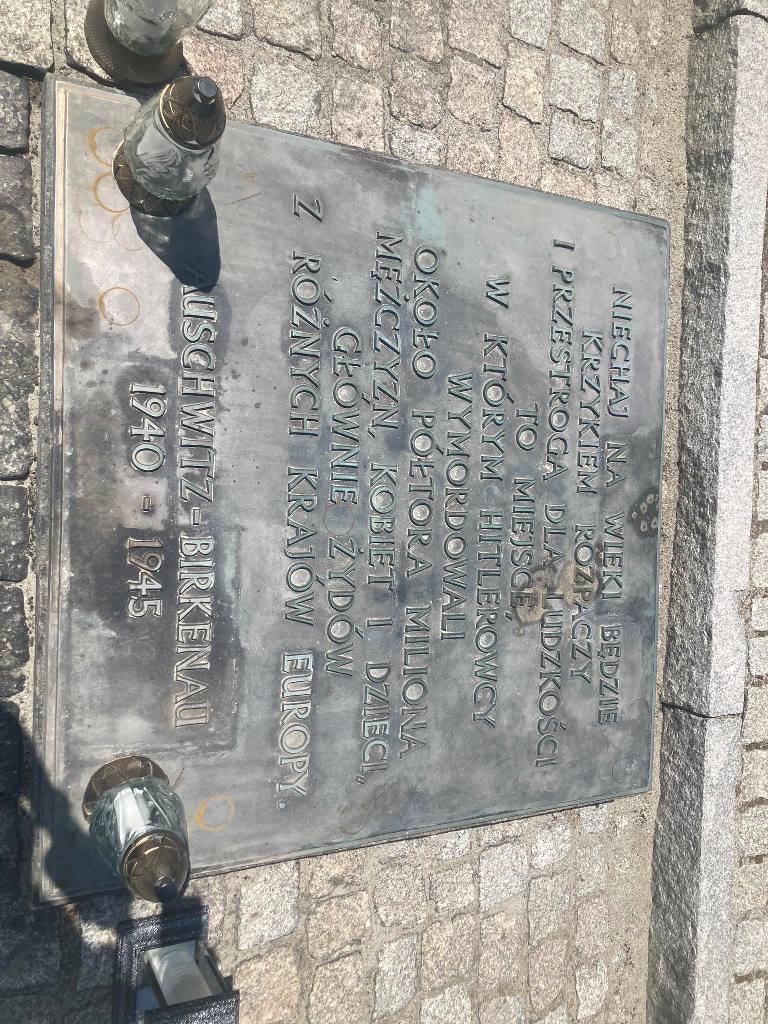 NIECHAJ NA WIEKI BĘDZIE
KRZYKIEM ROZPACZY
I PRZESTROGĄ DLA LUDZKOŚCI
TO MIEJSCE,
W KTÓRYM HITLEROWCY
WYMORDOWALI
OKOŁO PÓŁTORA MILIONA
MĘŻCZYZN, KOBIET I DZIECI,
GŁÓWNIE ŻYDÓW
Z RÓŻNYCH KRAJÓW EUROPY.
AUSCHWITZ-BIRKENAU
1940 - 1945